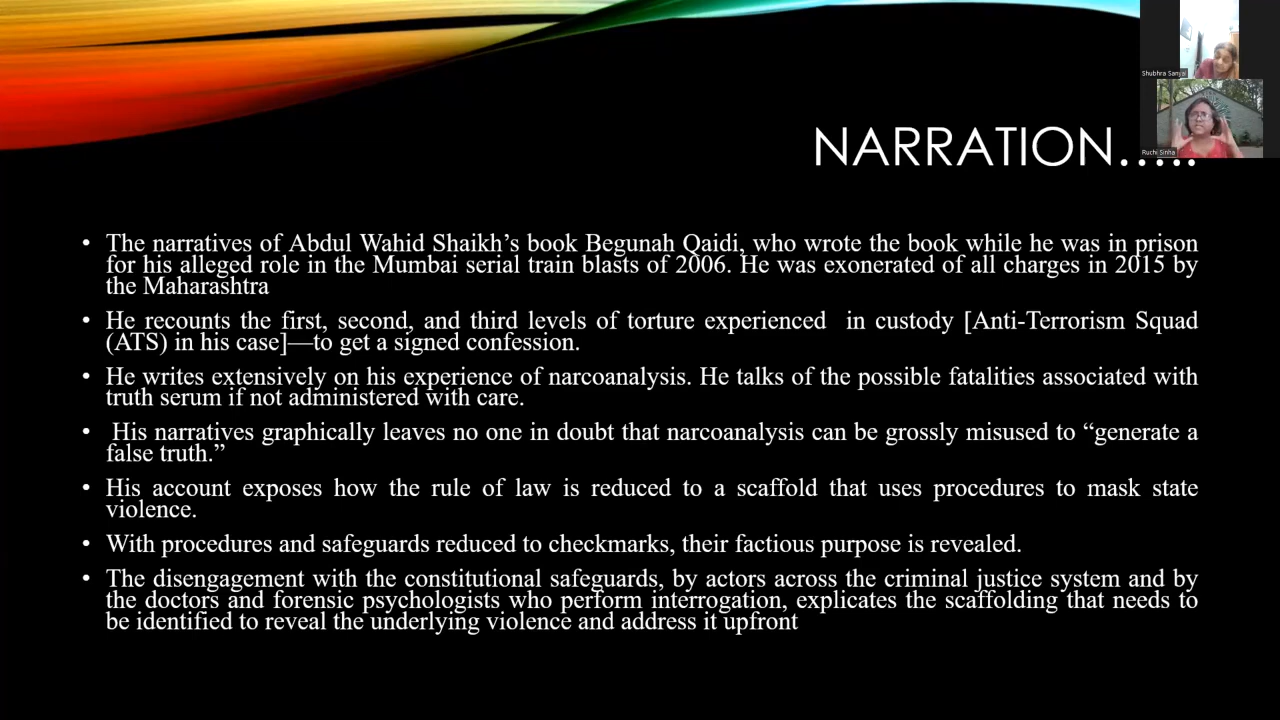 Shubhra Sanyal
Ruchi Sinha
NARRATION…..
• The narratives of Abdul Wahid Shaikh’s book Begunah Qaidi, who wrote the book while he was in prison
for his alleged role in the Mumbai serial train blasts of 2006. He was exonerated of all charges in 2015 by
the Maharashtra
• He recounts the first, second, and third levels of torture experienced in custody [Anti-Terrorism Squad
(ATS) in his case]—to get a signed confession.
• He writes extensively on his experience of narcoanalysis. He talks of the possible fatalities associated with
truth serum if not administered with care.
• His narratives graphically leaves no one in doubt that narcoanalysis can be grossly misused to “generate a
false truth.”
• His account exposes how the rule of law is reduced to a scaffold that uses procedures to mask state
violence.
• With procedures and safeguards reduced to checkmarks, their factious purpose is revealed.
• The disengagement with the constitutional safeguards, by actors across the criminal justice system and by
the doctors and forensic psychologists who perform interrogation, explicates the scaffolding that needs to
be identified to reveal the underlying violence and address it upfront